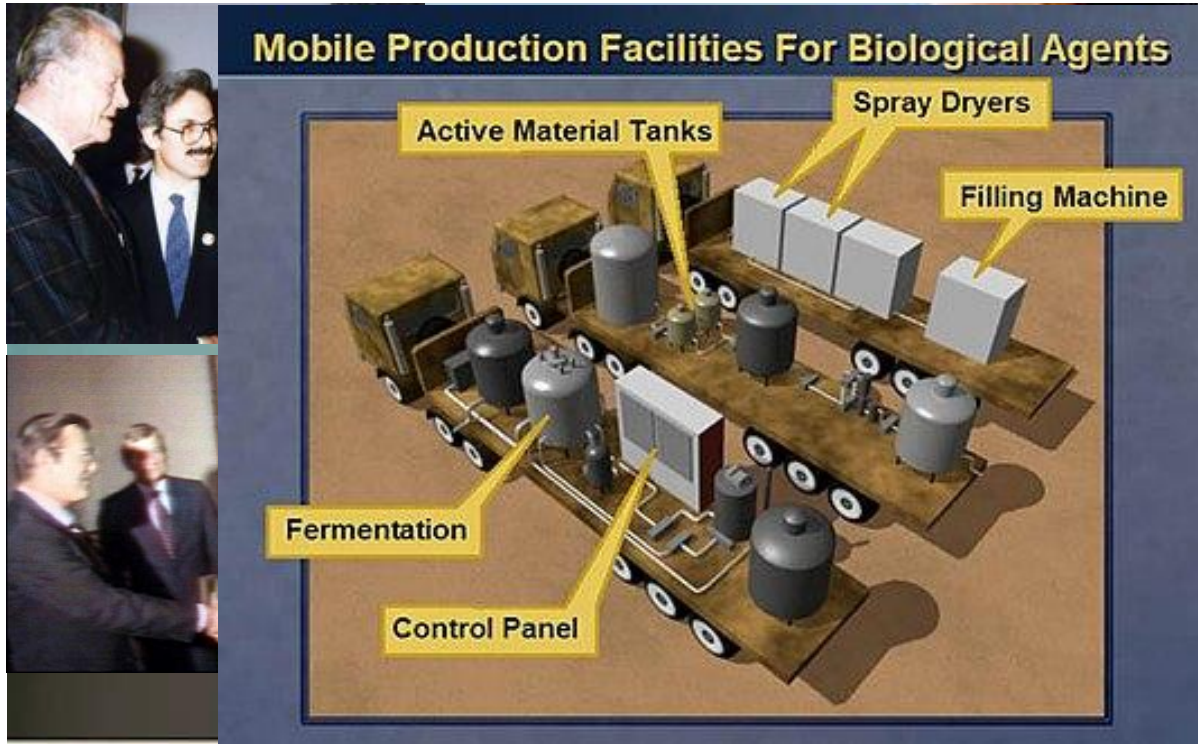 Mobile Production Facilities For Biological Agents
Spray Dryers
Active Material Tanks
Filling Machine
Fermentation
Control Panel